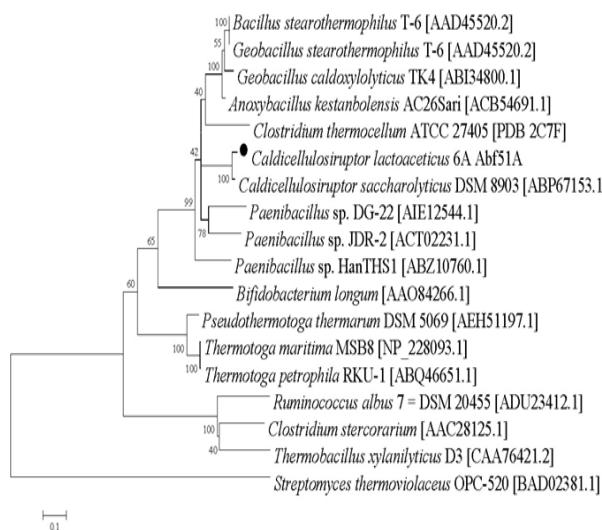 100 Bacillus stearothermophilus T-6 [AAD45520.2]
55 Geobacillus stearothermophilus T-6 [AAD45520.2]
100 Geobacillus caldoxylolyticus TK4 [ABI34800.1]
40 Anoxybacillus kestanbolensis AC26Sari [ACB54691.1]
Clostridium thermocellum ATCC 27405 [PDB 2C7F]
42 Caldicellulosiruptor lactoaceticus 6A Abf51A
100 Caldicellulosiruptor saccharolyticus DSM 8903 [ABP67153.1
99 Paenibacillus sp. DG-22 [AIE12544.1]
78 Paenibacillus sp. JDR-2 [ACT02231.1]
65 Paenibacillus sp. HanTHS1 [ABZ10760.1]
60 Bifidobacterium longum [AAO84266.1]
Pseudothermotoga thermarum DSM 5069 [AEH51197.1]
100 Thermotoga maritima MSB8 [NP_228093.1]
100 Thermotoga petrophila RKU-1 [ABQ46651.1]
Ruminococcus albus 7 = DSM 20455 [ADU23412.1]
100 Clostridium stercorarium [AAC28125.1]
40 Thermobacillus xylanilyticus D3 [CAA76421.2]
Streptomyces thermoviolaceus OPC-520 [BAD02381.1]
0.1